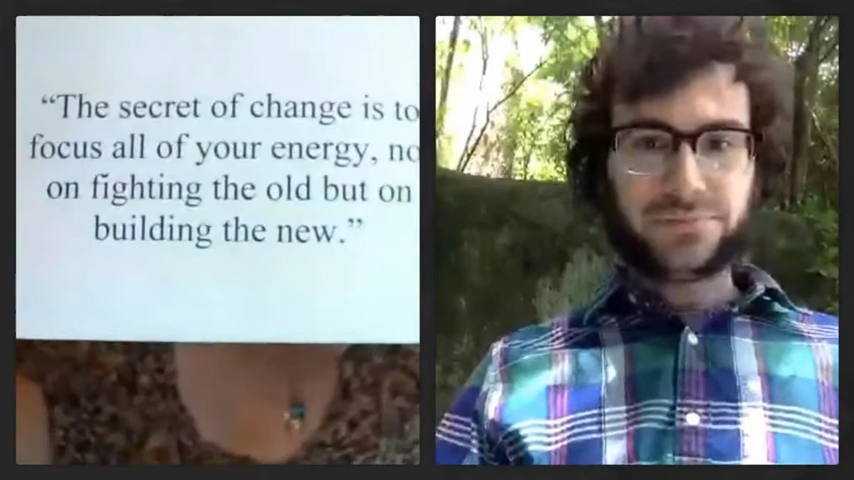 “The secret of change is to
focus all of your energy, no
on fighting the old but on
building the new.”